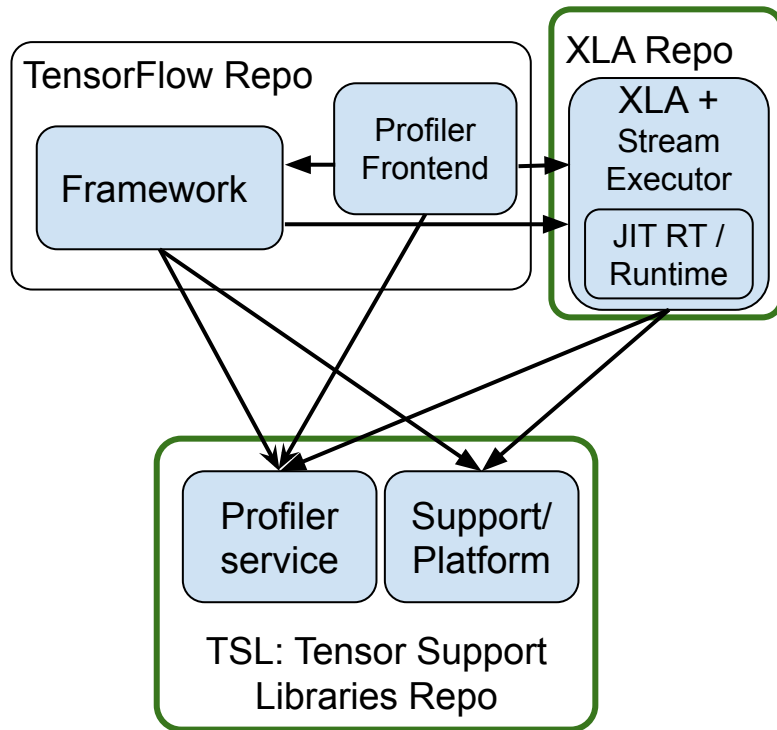 TensorFlow Repo
Framework
Profiler
Frontend
XLA Repo
XLA +
Stream
Executor
JIT RT /
Runtime
Profiler
service
Support/
Platform
TSL: Tensor Support
Libraries Repo